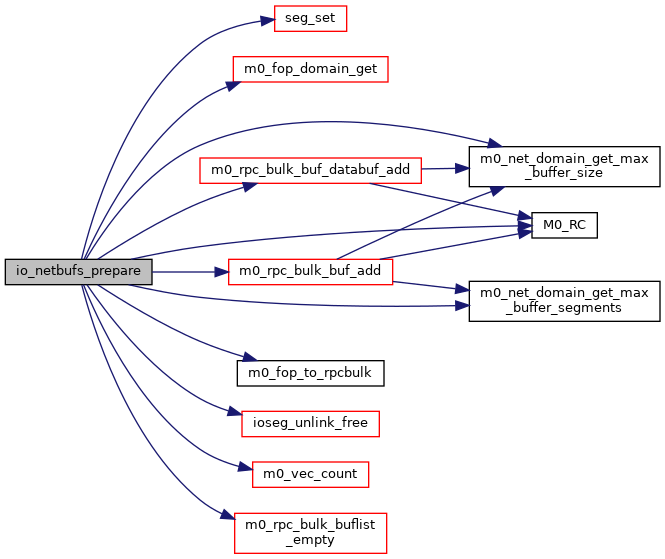 seg_set
m0_fop_domain_get
m0_net_domain_get_max
_buffer_size
m0_rpc_bulk_buf_databuf_add
M0_RC
io_netbufs_prepare
m0_rpc_bulk_buf_add
m0_net_domain_get_max
_buffer_segments
m0_fop_to_rpcbulk
ioseg_unlink_free
m0_vec_count
m0_rpc_bulk_buflist
_empty